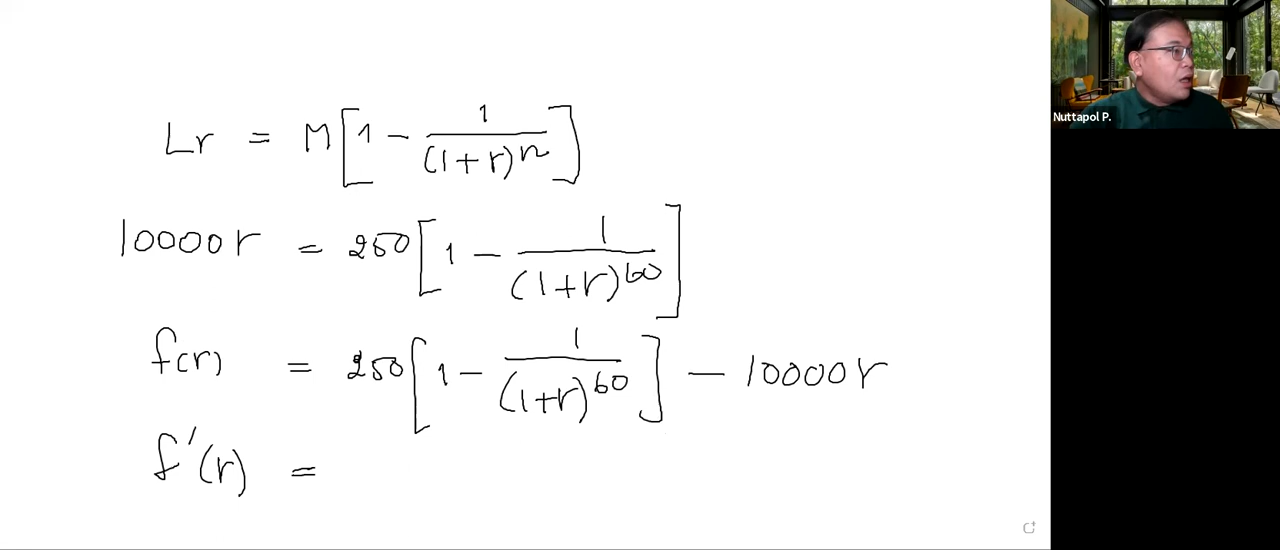 Lr = M[1 - 1/(1+r)^n]
10000r = 250[1 - 1/(1+r)^60]
f(r) = 250[1 - 1/(1+r)^60] - 10000r
f'(r) =
Nuttapol P.